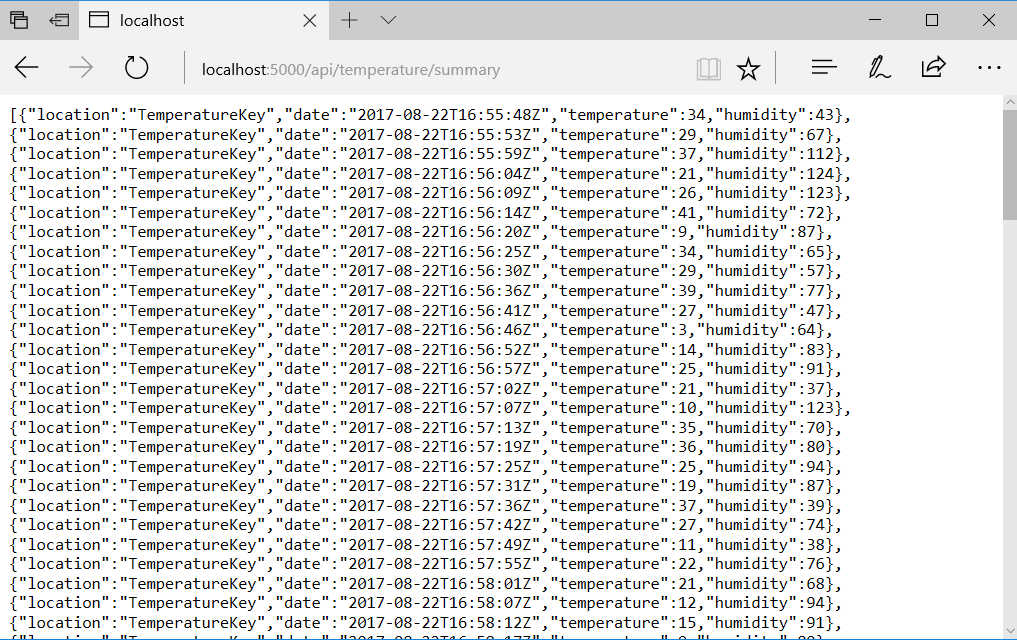 localhost
localhost:5000/api/temperature/summary
[{"location":"TemperatureKey","date":"2017-08-22T16:55:48Z","temperature":34,"humidity":43},
{"location":"TemperatureKey","date":"2017-08-22T16:55:53Z","temperature":29,"humidity":67},
{"location":"TemperatureKey","date":"2017-08-22T16:55:59Z","temperature":37,"humidity":112},
{"location":"TemperatureKey","date":"2017-08-22T16:56:04Z","temperature":21,"humidity":124},
{"location":"TemperatureKey","date":"2017-08-22T16:56:09Z","temperature":26,"humidity":123},
{"location":"TemperatureKey","date":"2017-08-22T16:56:14Z","temperature":41,"humidity":72},
{"location":"TemperatureKey","date":"2017-08-22T16:56:20Z","temperature":9,"humidity":87},
{"location":"TemperatureKey","date":"2017-08-22T16:56:25Z","temperature":34,"humidity":65},
{"location":"TemperatureKey","date":"2017-08-22T16:56:30Z","temperature":29,"humidity":57},
{"location":"TemperatureKey","date":"2017-08-22T16:56:36Z","temperature":39,"humidity":77},
{"location":"TemperatureKey","date":"2017-08-22T16:56:41Z","temperature":27,"humidity":47},
{"location":"TemperatureKey","date":"2017-08-22T16:56:46Z","temperature":3,"humidity":64},
{"location":"TemperatureKey","date":"2017-08-22T16:56:52Z","temperature":14,"humidity":83},
{"location":"TemperatureKey","date":"2017-08-22T16:56:57Z","temperature":25,"humidity":91},
{"location":"TemperatureKey","date":"2017-08-22T16:57:02Z","temperature":21,"humidity":37},
{"location":"TemperatureKey","date":"2017-08-22T16:57:07Z","temperature":10,"humidity":123},
{"location":"TemperatureKey","date":"2017-08-22T16:57:13Z","temperature":35,"humidity":70},
{"location":"TemperatureKey","date":"2017-08-22T16:57:19Z","temperature":36,"humidity":80},
{"location":"TemperatureKey","date":"2017-08-22T16:57:25Z","temperature":25,"humidity":94},
{"location":"TemperatureKey","date":"2017-08-22T16:57:31Z","temperature":19,"humidity":87},
{"location":"TemperatureKey","date":"2017-08-22T16:57:36Z","temperature":37,"humidity":39},
{"location":"TemperatureKey","date":"2017-08-22T16:57:42Z","temperature":27,"humidity":74},
{"location":"TemperatureKey","date":"2017-08-22T16:57:49Z","temperature":11,"humidity":38},
{"location":"TemperatureKey","date":"2017-08-22T16:57:55Z","temperature":22,"humidity":76},
{"location":"TemperatureKey","date":"2017-08-22T16:58:01Z","temperature":21,"humidity":68},
{"location":"TemperatureKey","date":"2017-08-22T16:58:07Z","temperature":12,"humidity":94},
{"location":"TemperatureKey","date":"2017-08-22T16:58:12Z","temperature":15,"humidity":91},